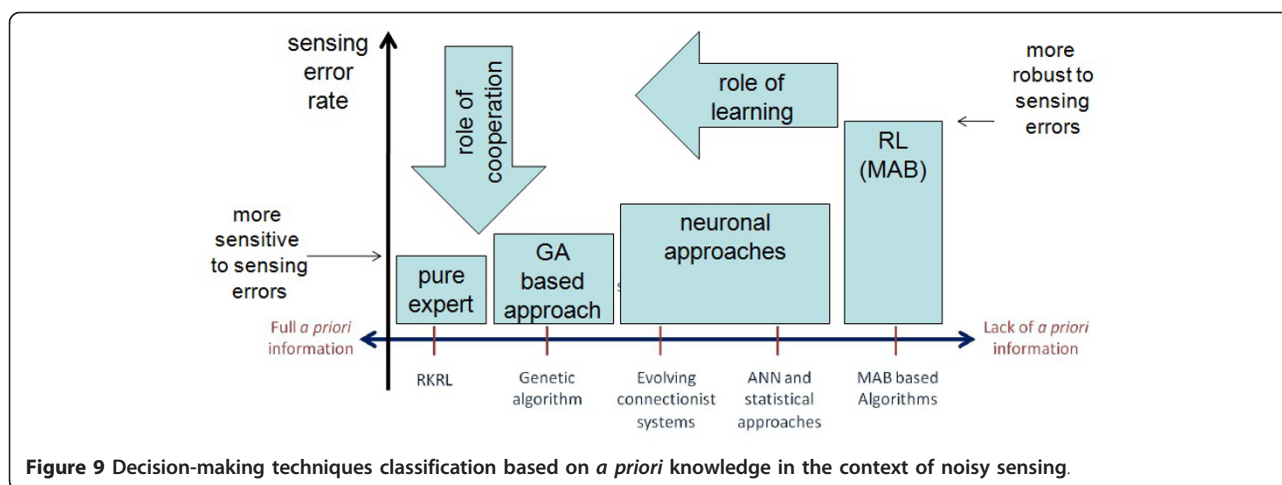 sensing
error
rate
role of
cooperation
role of
learning
more
robust to
sensing
errors
RL
(MAB)
more
sensitive
to sensing
errors
neuronal
approaches
GA
based
approach
pure
expert
s
Full a priori
information
Lack of a priori
information
RKRL
Genetic
algorithm
Evolving
connectionist
systems
ANN and
statistical
approaches
MAB based
Algorithms
Figure 9 Decision-making techniques classification based on a priori knowledge in the context of noisy sensing.